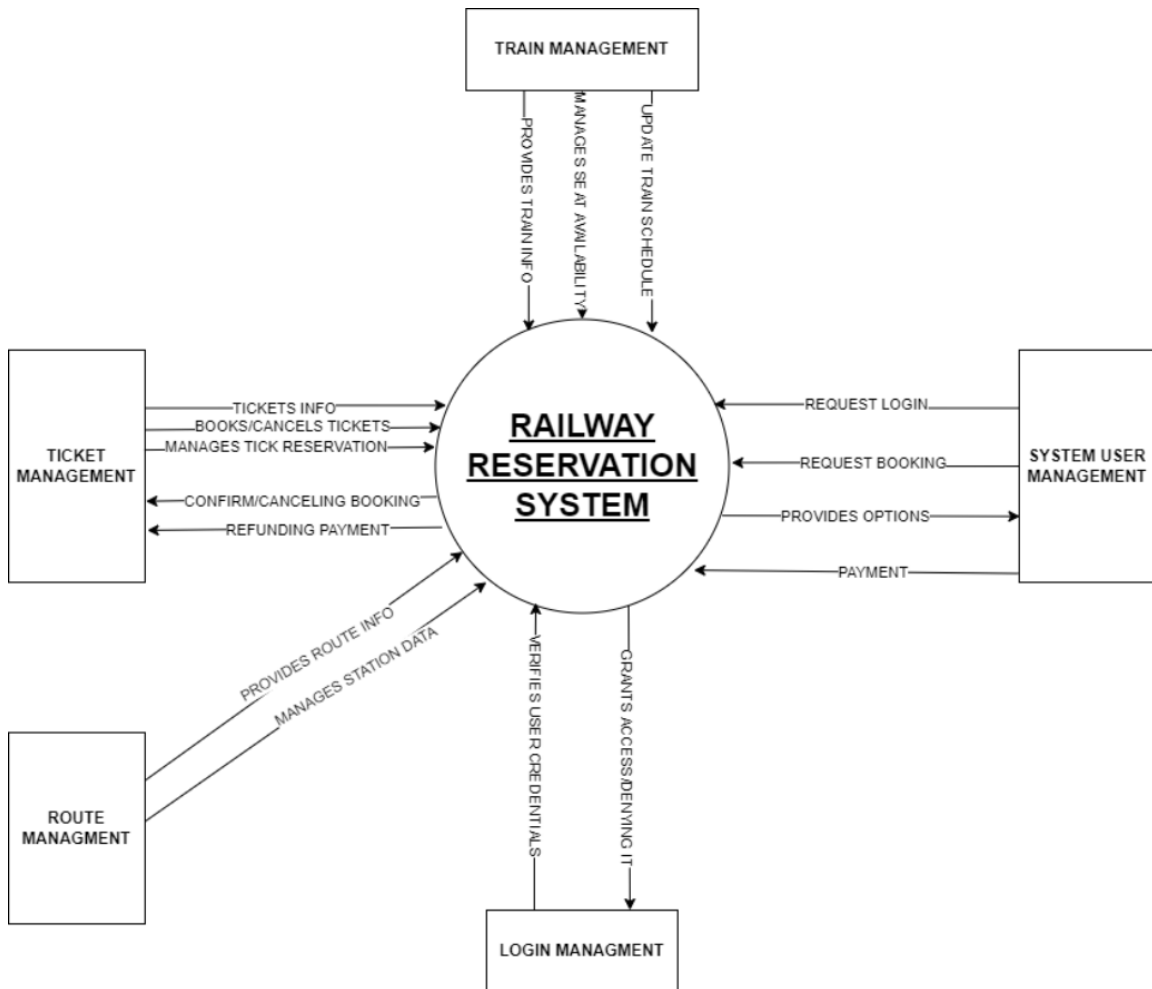 TRAIN MANAGEMENT
PROVIDES TRAIN INFO
MANAGES SEAT AVAILABILITY
UPDATE TRAIN SCHEDULE
TICKET
MANAGEMENT
TICKETS INFO
BOOKS/CANCELS TICKETS
MANAGES TICK RESERVATION
CONFIRM/CANCELING BOOKING
REFUNDING PAYMENT
RAILWAY
RESERVATION
SYSTEM
REQUEST LOGIN
REQUEST BOOKING
PROVIDES OPTIONS
PAYMENT
SYSTEM USER
MANAGEMENT
PROVIDES ROUTE INFO
MANAGES STATION DATA
ROUTE
MANAGMENT
VERIFIES USER CREDENTIALS
GRANTS ACCESS/DENYING IT
LOGIN MANAGMENT